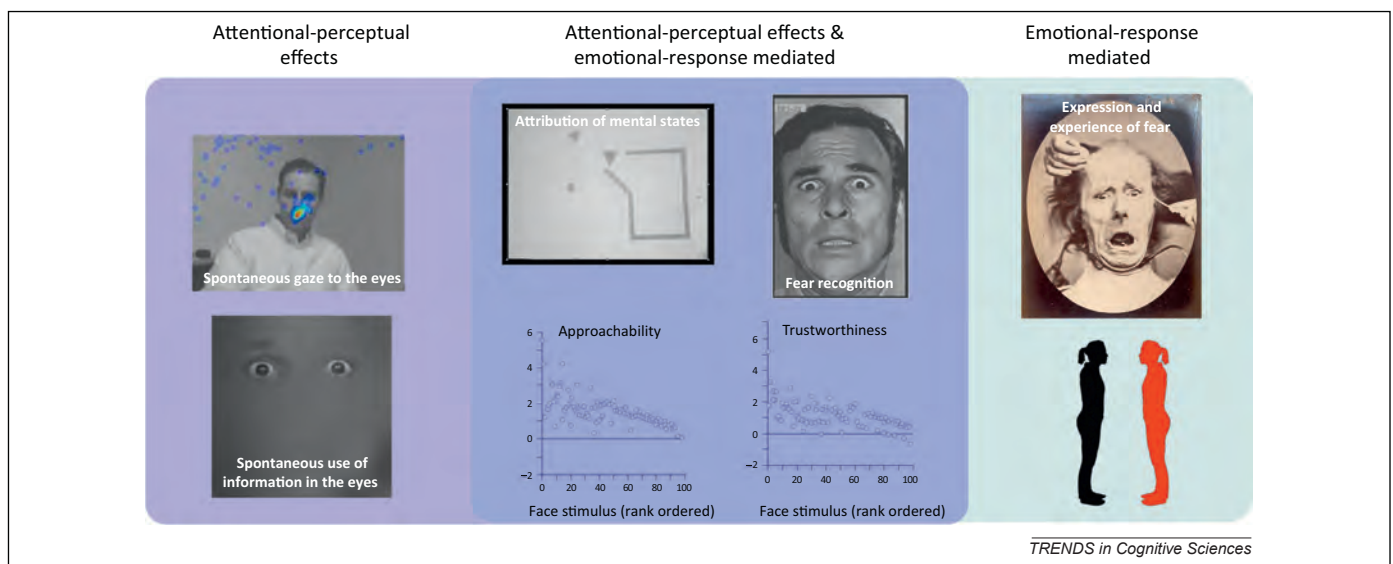 Attentional-perceptual
effects
Attentional-perceptual effects &
emotional-response mediated
Emotional-response
mediated
Spontaneous gaze to the eyes
Spontaneous use of
information in the eyes
Attribution of mental states
Fear recognition
Approachability
6
4
2
0
−2
0 20 40 60 80 100
Face stimulus (rank ordered)
Trustworthiness
6
4
2
0
−2
0 20 40 60 80 100
Face stimulus (rank ordered)
Expression and
experience of fear
TRENDS in Cognitive Sciences